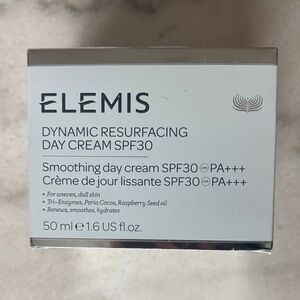 ELEMIS
DYNAMIC RESURFACING
DAY CREAM SPF30
Smoothing day cream SPF30 PA+++
Crème de jour lissante SPF30 PA+++
• For uneven, dull skin
• Tri-Enzymes, Poria Cocos, Raspberry Seed oil
• Renews, smoothes, hydrates
50 ml ℮ 1.6 US fl.oz.